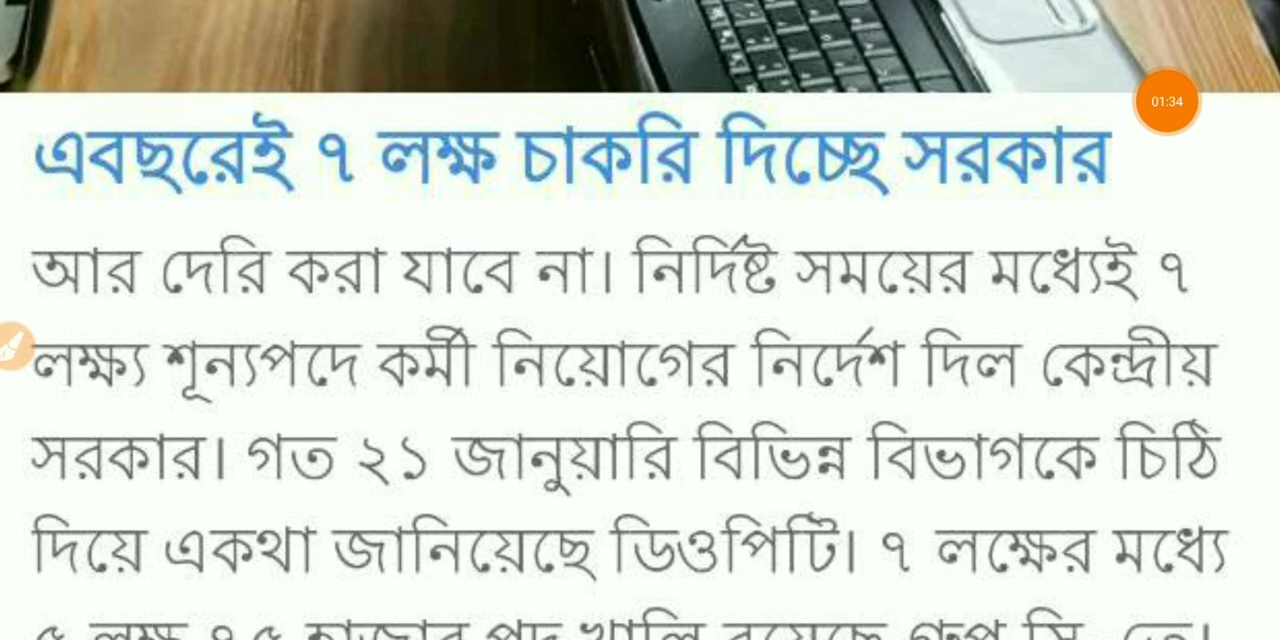 01:34
এবছরেই ৭ লক্ষ চাকরি দিচ্ছে সরকার
আর দেরি করা যাবে না। নির্দিষ্ট সময়ের মধ্যেই ৭
লক্ষ্য শূন্যপদে কর্মী নিয়োগের নির্দেশ দিল কেন্দ্রীয়
সরকার। গত ২১ জানুয়ারি বিভিন্ন বিভাগকে চিঠি
দিয়ে একথা জানিয়েছে ডিওপিটি। ৭ লক্ষের মধ্যে